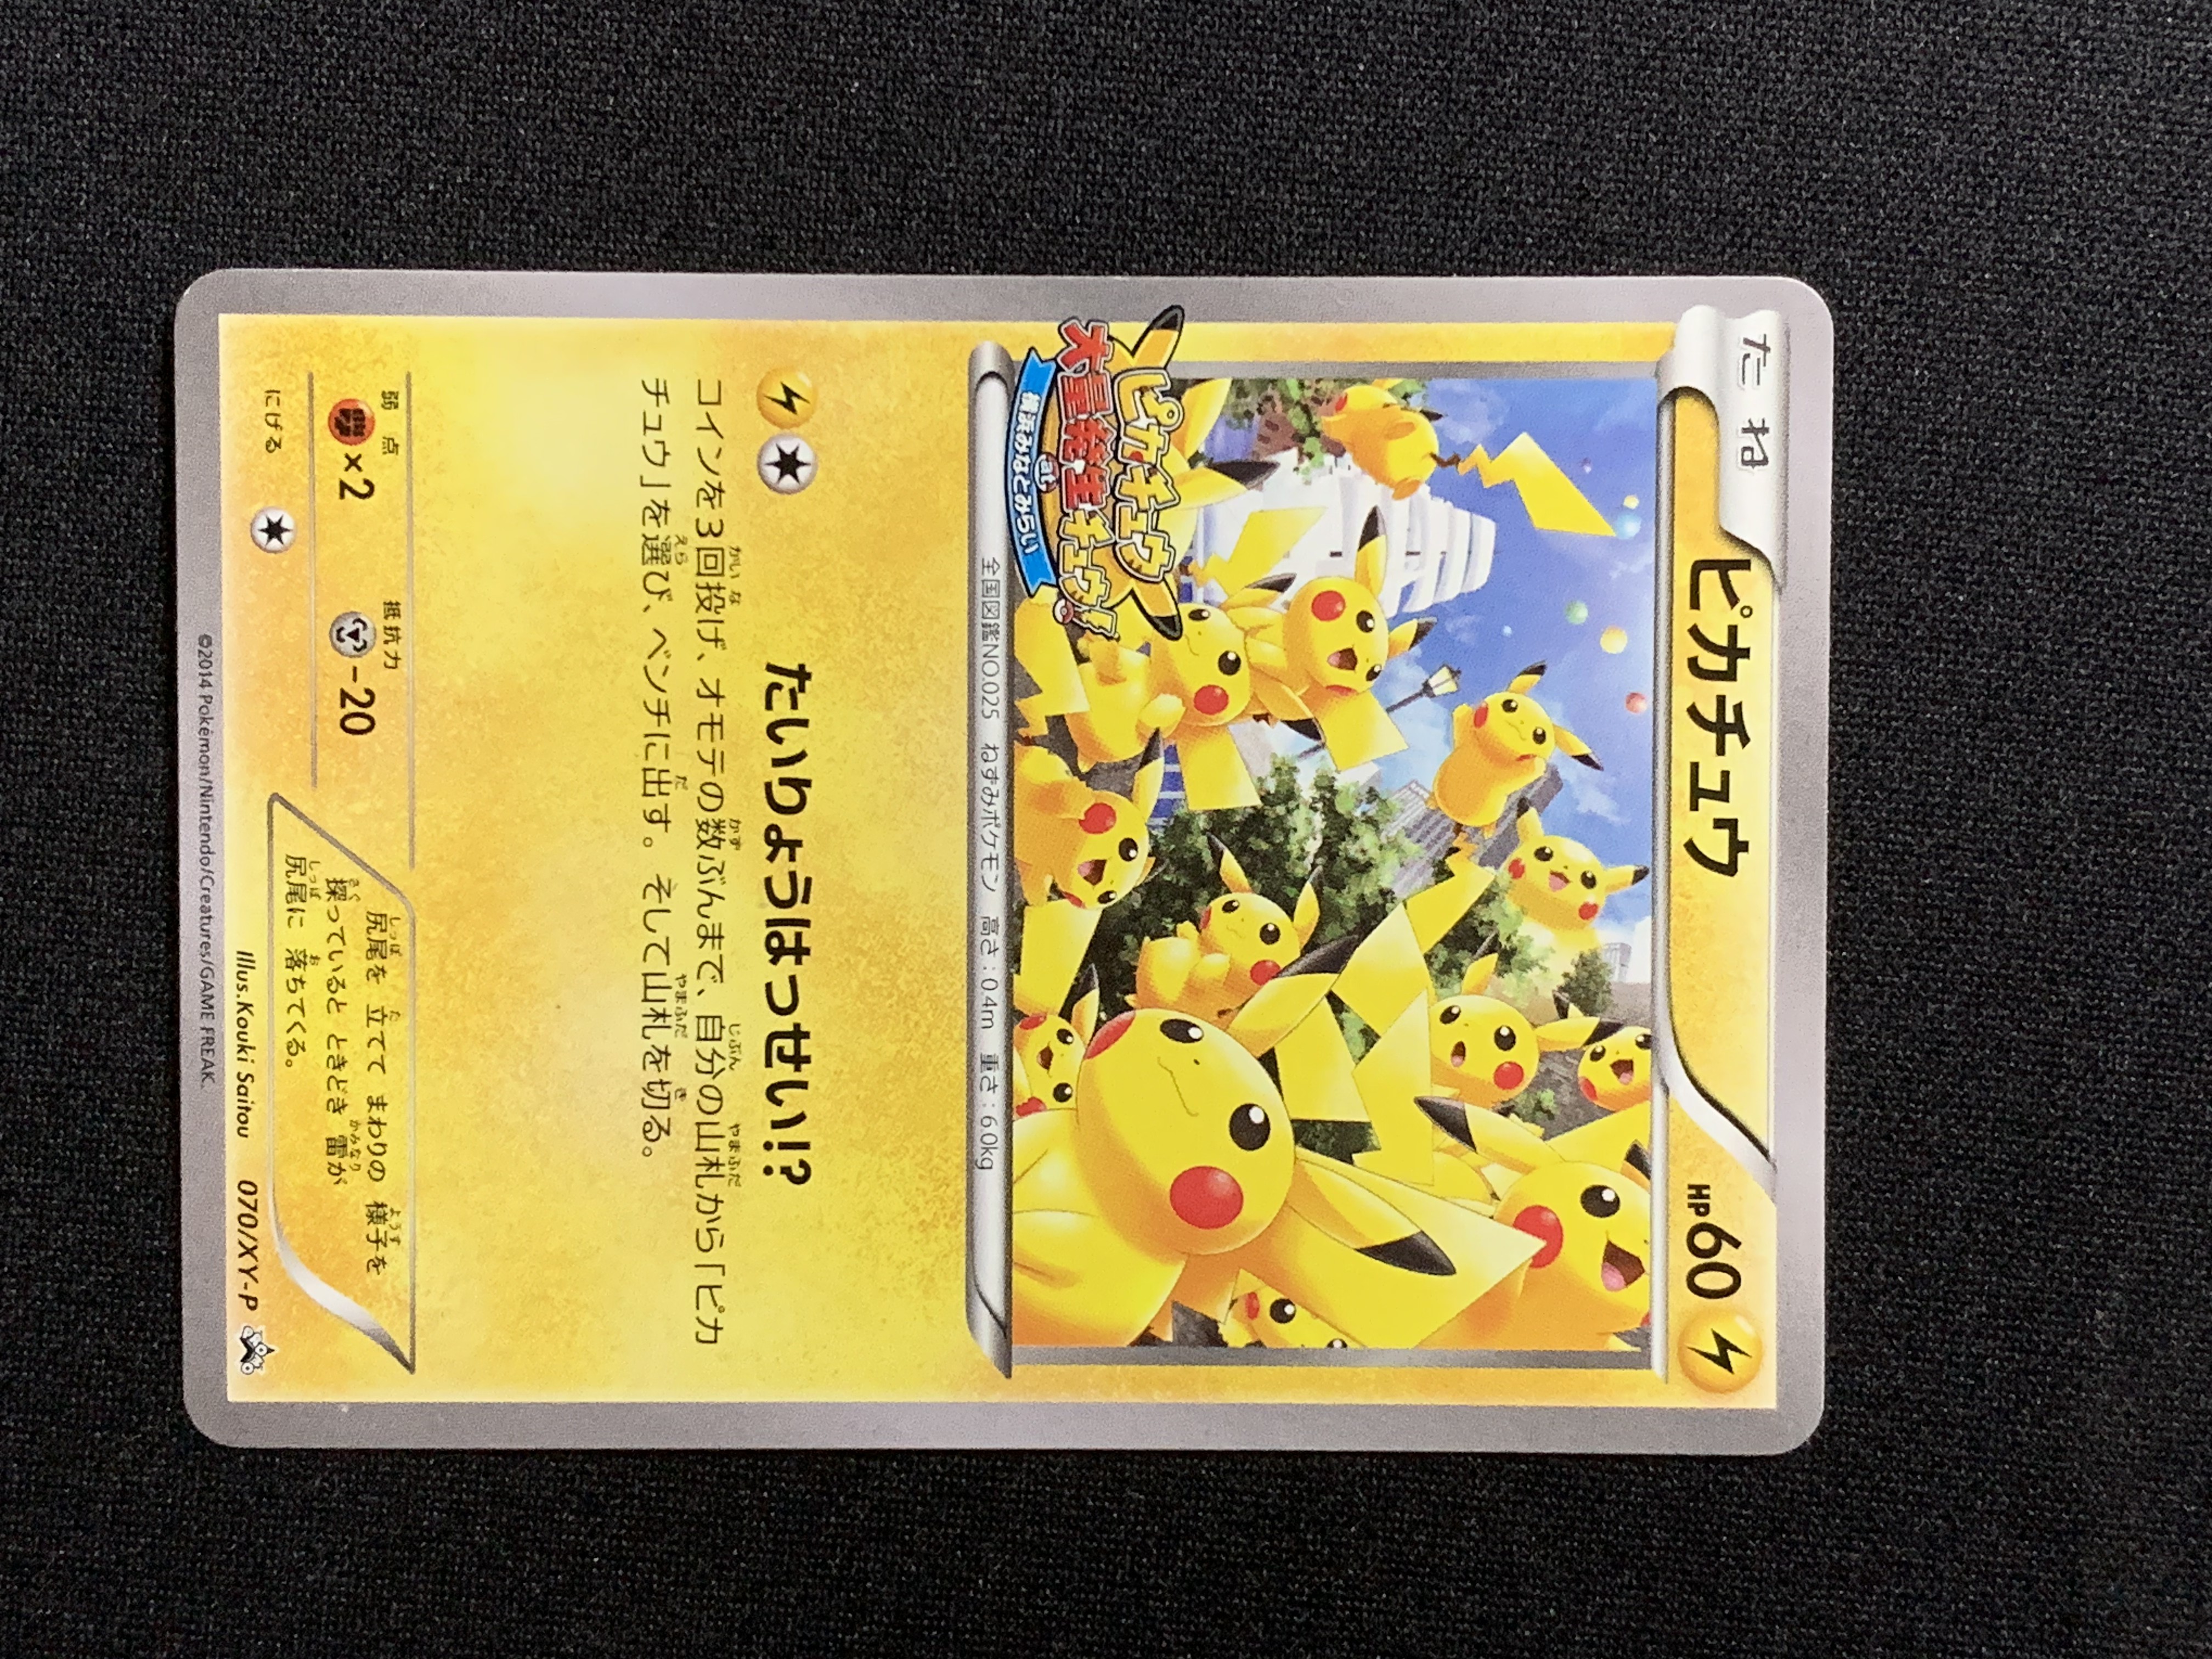 たね
ピカチュウ
HP60
ピカチュウ
大量発生チュウ!
at
横浜みなとみらい
全国図鑑NO.025 ねずみポケモン 高さ:0.4m 重さ:6.0kg
たいりょうはっせい!?
コインを3回投げ、オモテの数ぶんまで、自分の山札から「ピカ
チュウ」を選び、ベンチに出す。そして山札を切る。
弱点 抵抗力
×2 -20
にげる
尻尾を 立てて まわりの 様子を
探っていると ときどき 雷が
尻尾に 落ちてくる。
Illus.Kouki Saitou 070/XY-P
©2014 Pokémon/Nintendo/Creatures/GAME FREAK.